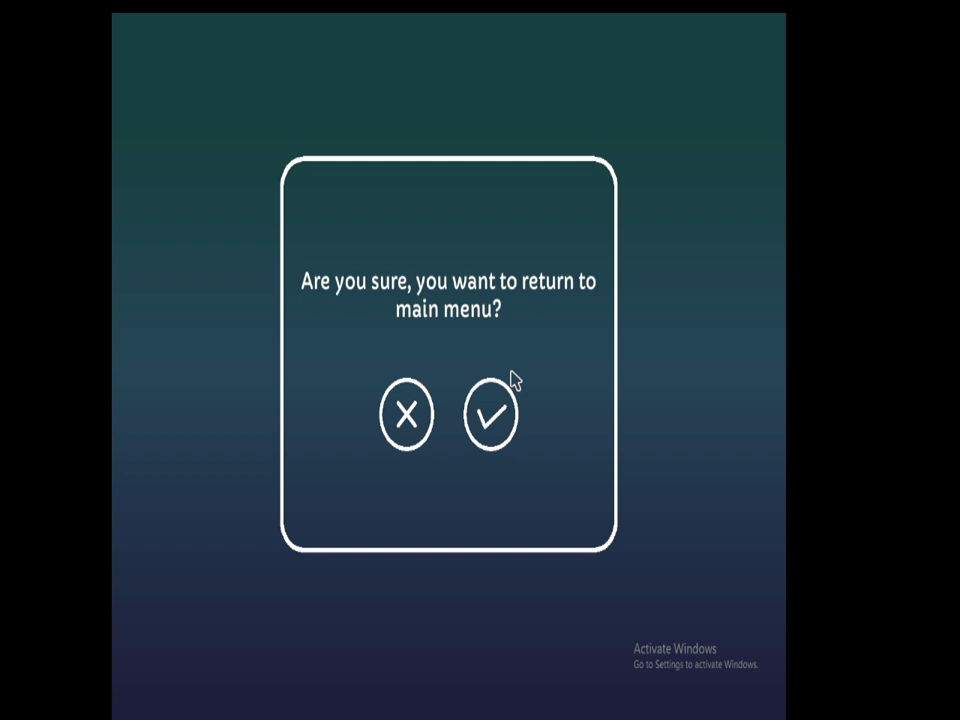 Are you sure, you want to return to
main menu?
Activate Windows
Go to Settings to activate Windows.